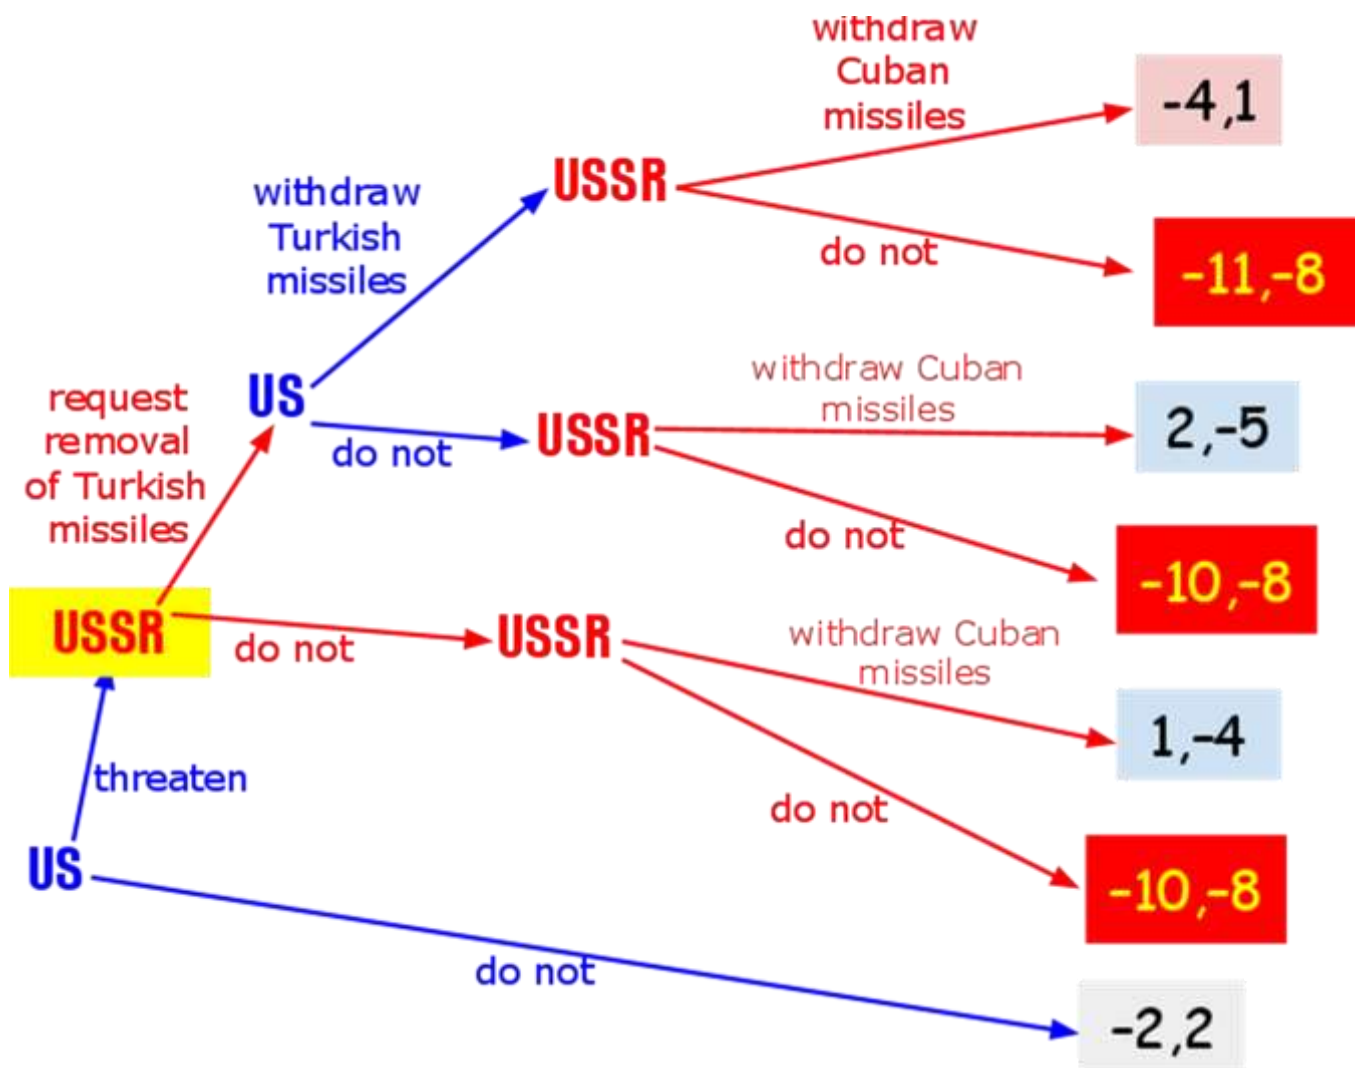 withdraw
Cuban
missiles
-4,1
USSR
withdraw
Turkish
missiles
do not
-11,-8
withdraw Cuban
missiles
US
request
removal
of Turkish
missiles
do not
USSR
2,-5
do not
-10,-8
USSR
do not
USSR
withdraw Cuban
missiles
1,-4
threaten
do not
US
-10,-8
do not
-2,2